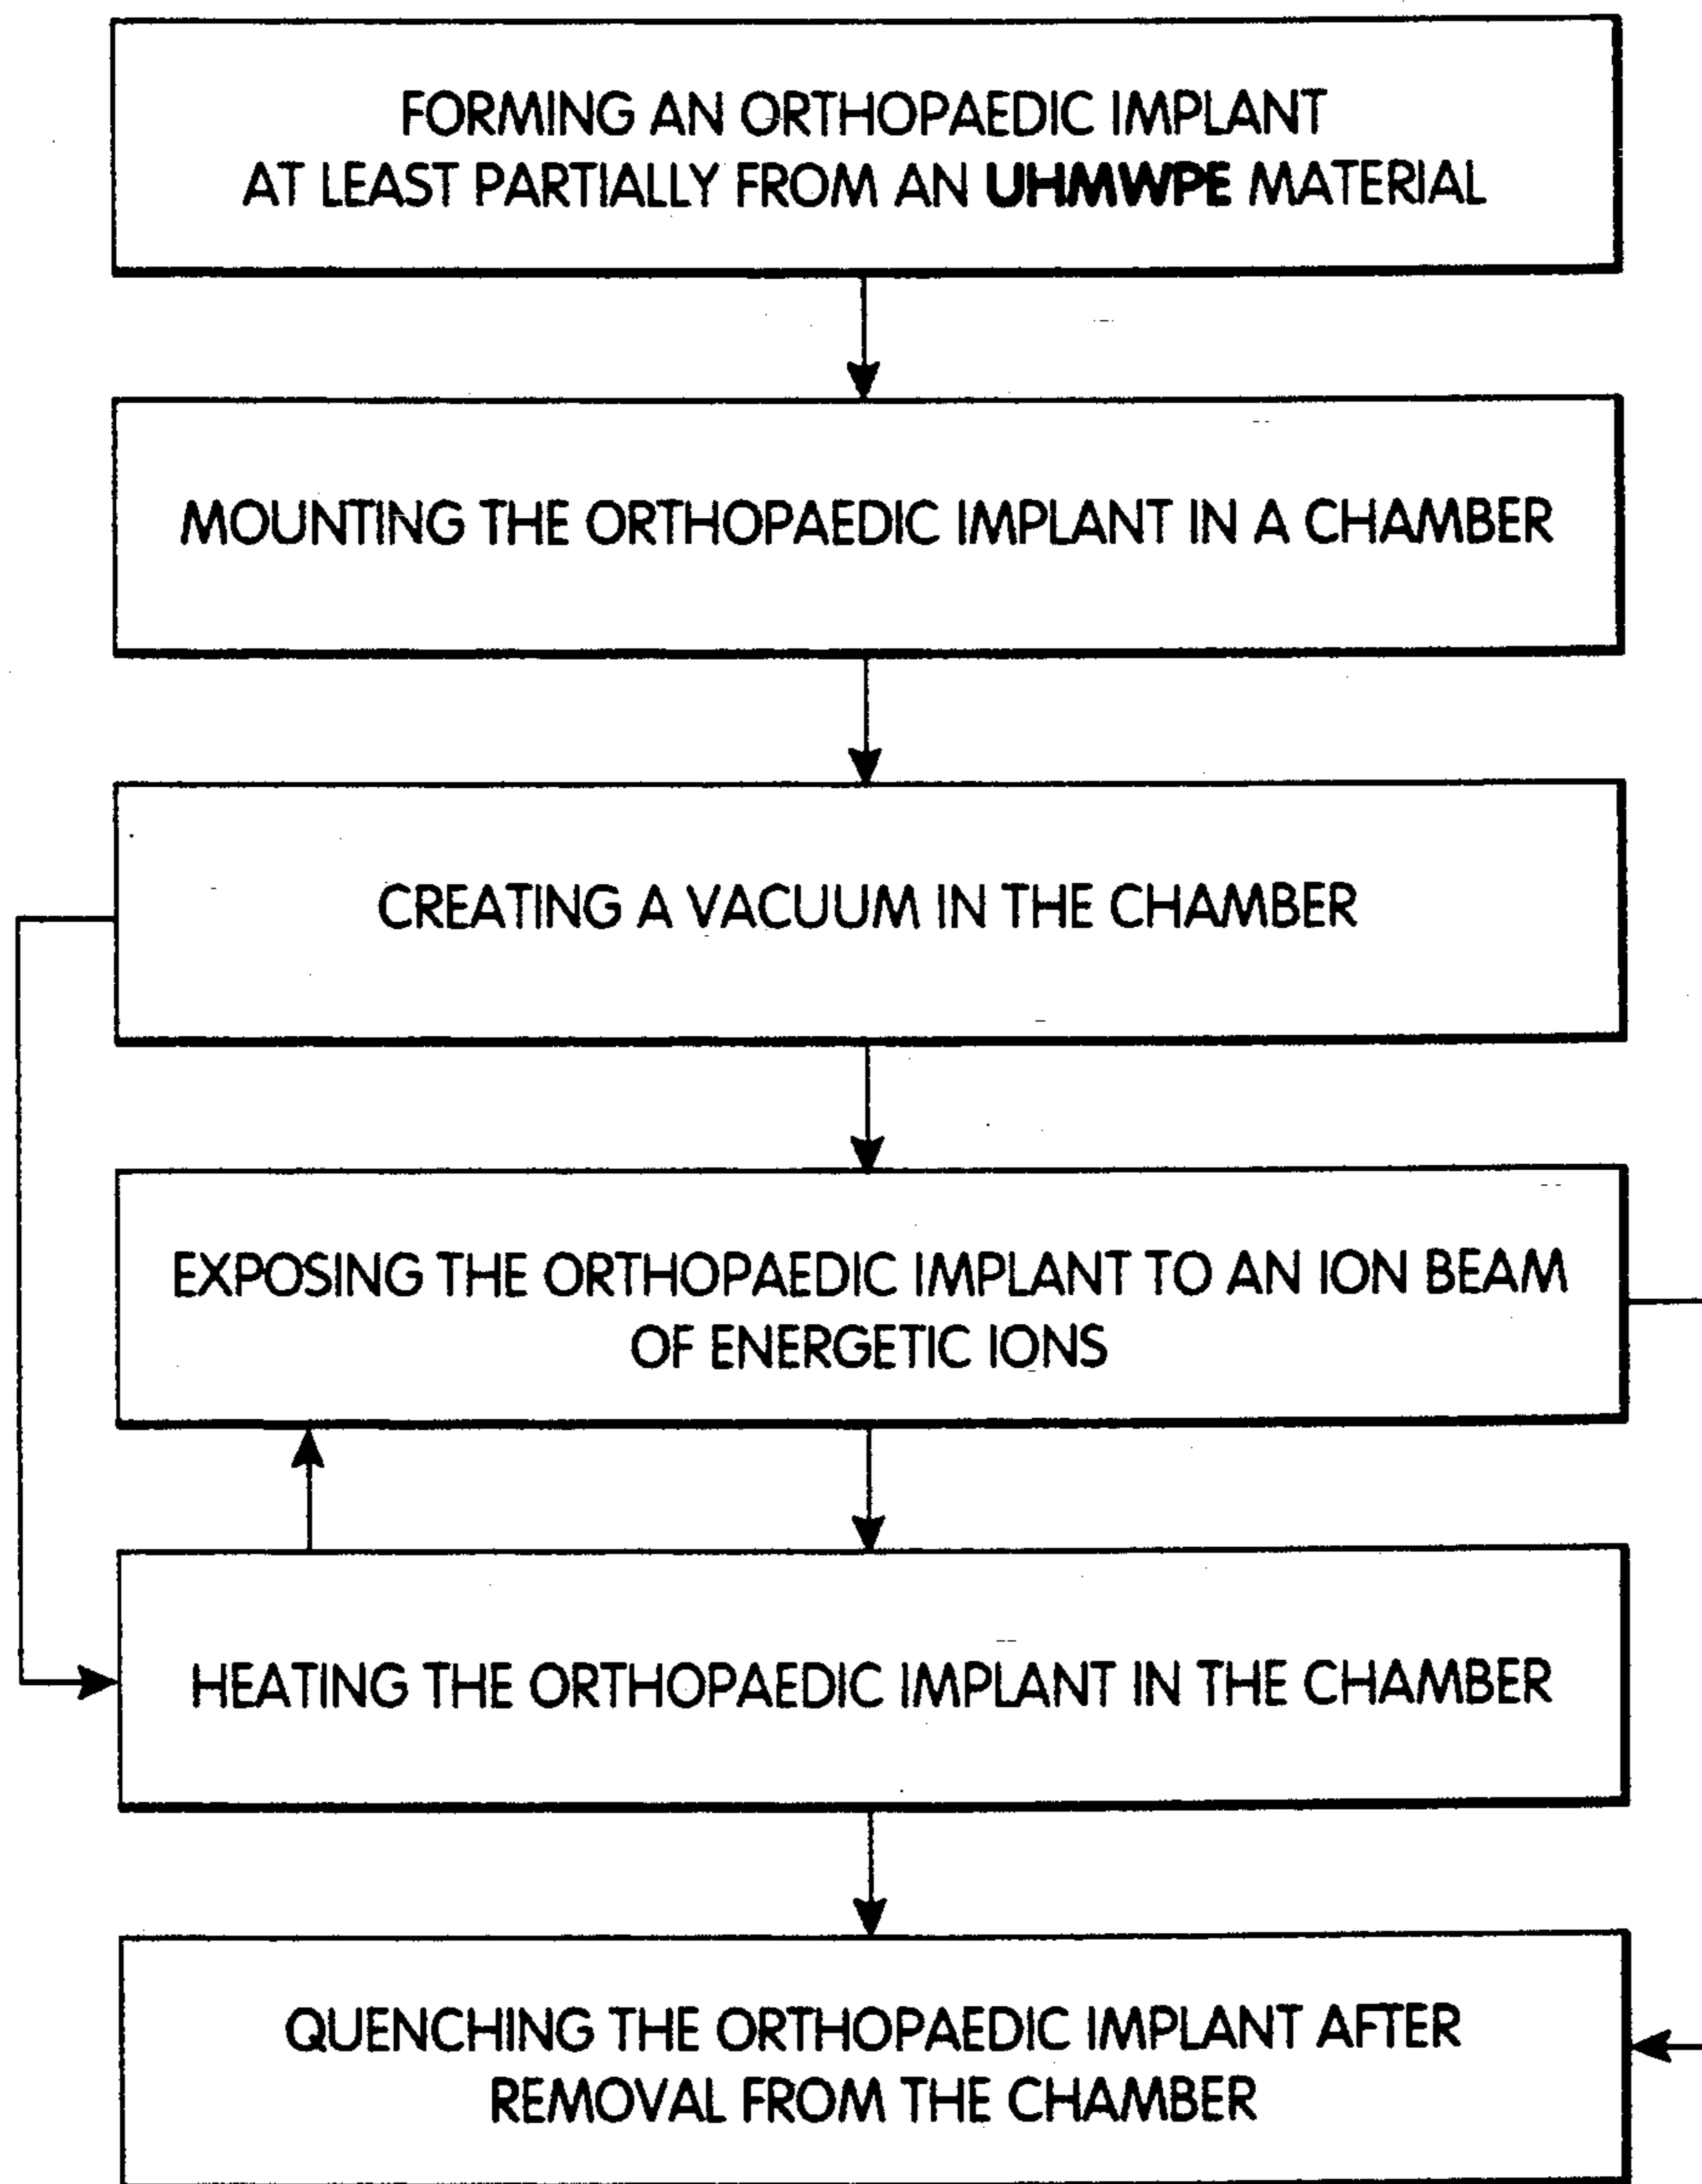 FORMING AN ORTHOPAEDIC IMPLANT
AT LEAST PARTIALLY FROM AN UHMWPE MATERIAL
MOUNTING THE ORTHOPAEDIC IMPLANT IN A CHAMBER
CREATING A VACUUM IN THE CHAMBER
EXPOSING THE ORTHOPAEDIC IMPLANT TO AN ION BEAM
OF ENERGETIC IONS
HEATING THE ORTHOPAEDIC IMPLANT IN THE CHAMBER
QUENCHING THE ORTHOPAEDIC IMPLANT AFTER
REMOVAL FROM THE CHAMBER